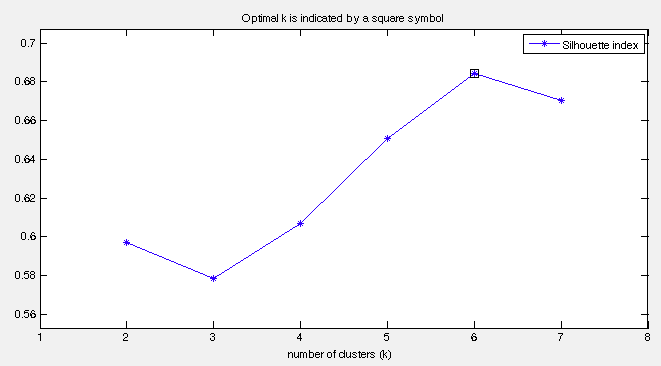 Optimal k is indicated by a square symbol
Silhouette index
0.7
0.68
0.66
0.64
0.62
0.6
0.58
0.56
1 2 3 4 5 6 7 8
number of clusters (k)